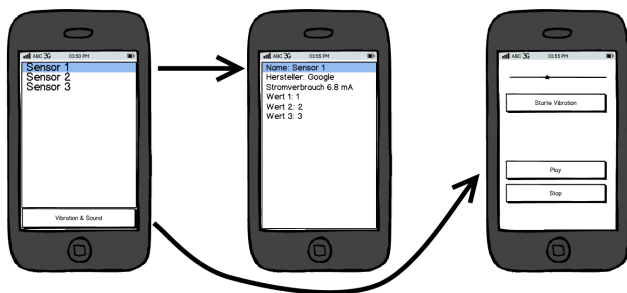 ABC 3G 03:50 PM
Sensor 1
Sensor 2
Sensor 3
Vibration & Sound
ABC 3G 03:55 PM
Name: Sensor 1
Hersteller: Google
Stromverbrauch 6.8 mA
Wert 1: 1
Wert 2: 2
Wert 3: 3
ABC 3G 03:55 PM
Starte Vibration
Play
Stop